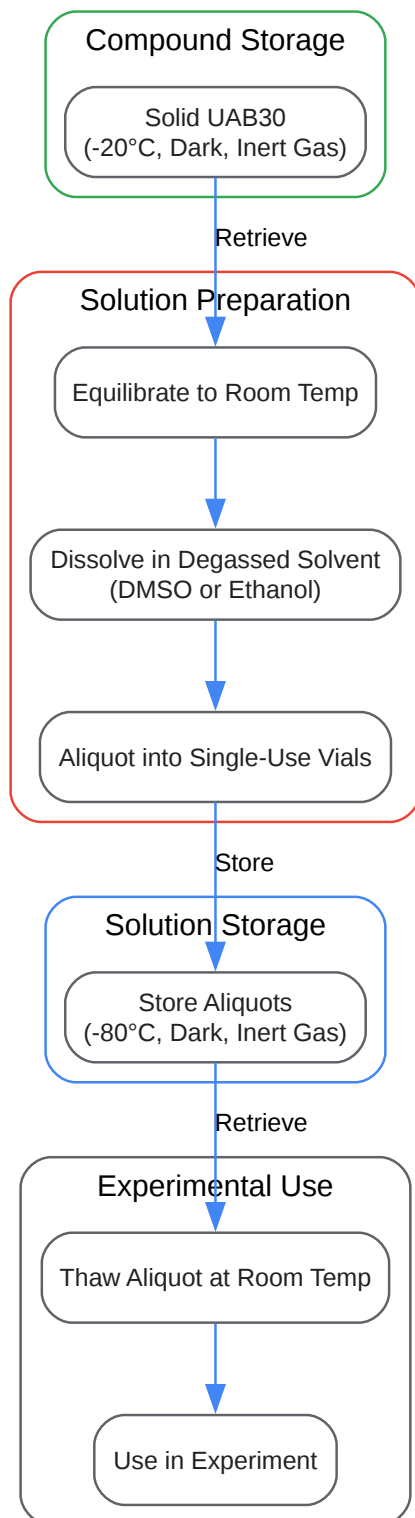 Compound Storage
Solid UAB30
(-20°C, Dark, Inert Gas)
Retrieve
Solution Preparation
Equilibrate to Room Temp
Dissolve in Degassed Solvent
(DMSO or Ethanol)
Aliquot into Single-Use Vials
Store
Solution Storage
Store Aliquots
(-80°C, Dark, Inert Gas)
Retrieve
Experimental Use
Thaw Aliquot at Room Temp
Use in Experiment